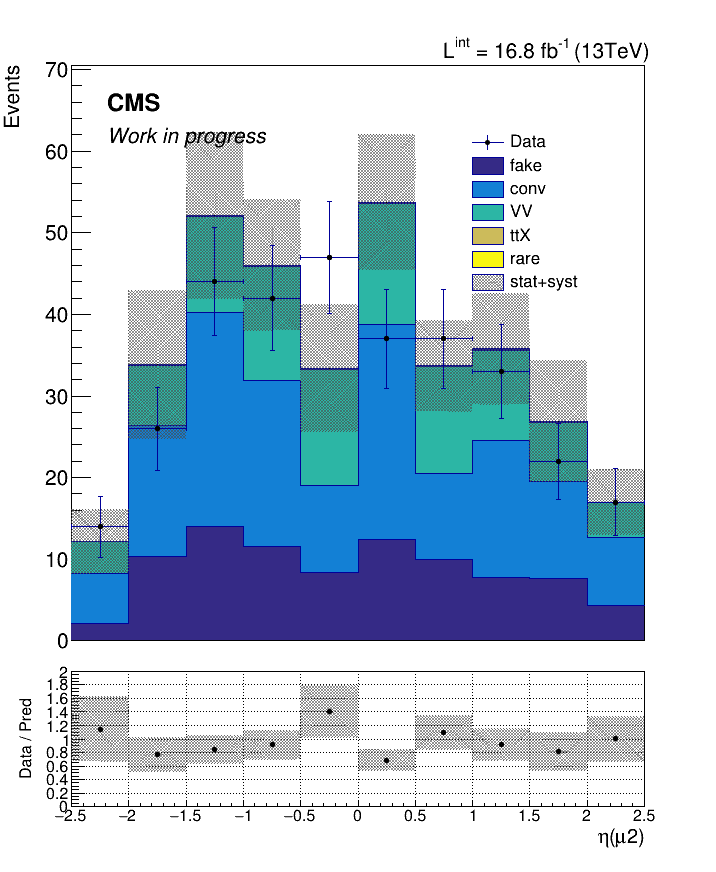 L^int = 16.8 fb^-1 (13TeV)
Events
70
60
50
40
30
20
10
0
CMS
Work in progress
Data
fake
conv
VV
ttX
rare
stat+syst
Data / Pred
2
1.8
1.6
1.4
1.2
1
0.8
0.6
0.4
0.2
0
−2.5 −2 −1.5 −1 −0.5 0 0.5 1 1.5 2 2.5
η(μ2)